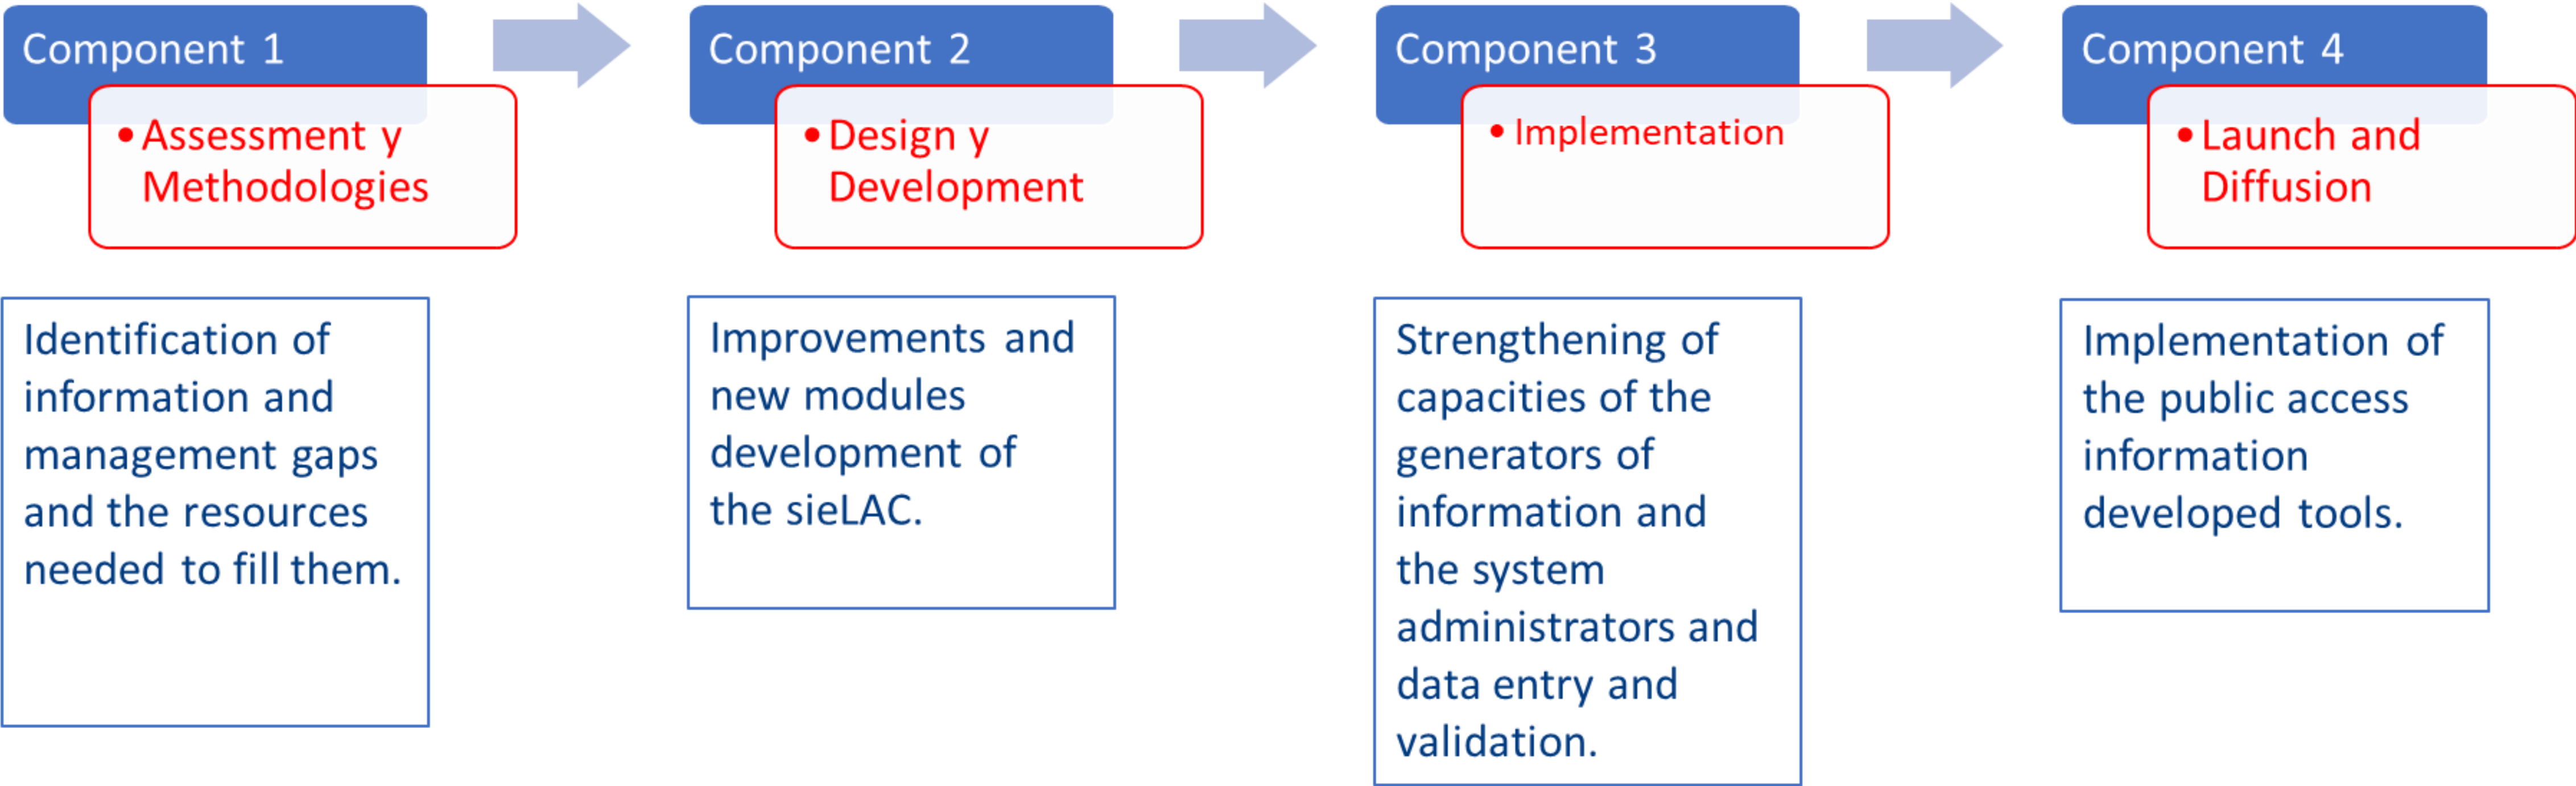 Component 1
• Assessment y
Methodologies
Identification of
information and
management gaps
and the resources
needed to fill them.
Component 2
• Design y
Development
Improvements and
new modules
development of
the sieLAC.
Component 3
• Implementation
Strengthening of
capacities of the
generators of
information and
the system
administrators and
data entry and
validation.
Component 4
• Launch and
Diffusion
Implementation of
the public access
information
developed tools.